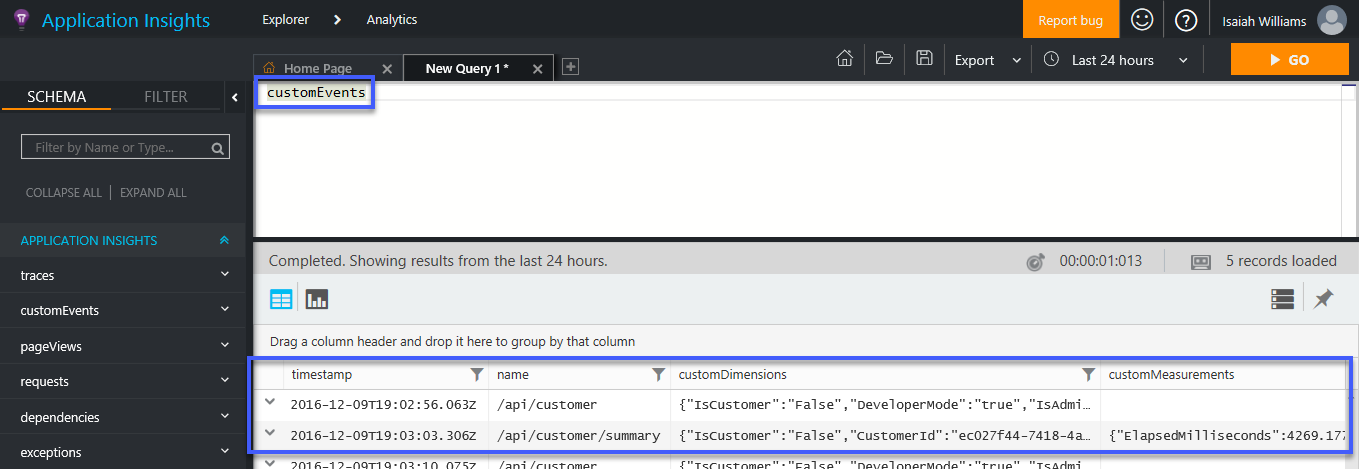 Application Insights Explorer Analytics Report bug Isaiah Williams
Home Page New Query 1 * Export Last 24 hours GO
SCHEMA FILTER
customEvents
Filter by Name or Type...
COLLAPSE ALL | EXPAND ALL
APPLICATION INSIGHTS
traces
customEvents
pageViews
requests
dependencies
exceptions
Completed. Showing results from the last 24 hours. 00:00:01:013 5 records loaded
Drag a column header and drop it here to group by that column
timestamp name customDimensions customMeasurements
2016-12-09T19:02:56.063Z /api/customer {"IsCustomer":"False","DeveloperMode":"true","IsAdmi...
2016-12-09T19:03:03.306Z /api/customer/summary {"IsCustomer":"False","CustomerId":"ec027f44-7418-4a... {"ElapsedMilliseconds":4269.177
2016-12-09T19:03:10.075Z /api/customer {"IsCustomer":"False","DeveloperMode":"true","IsAdmi...